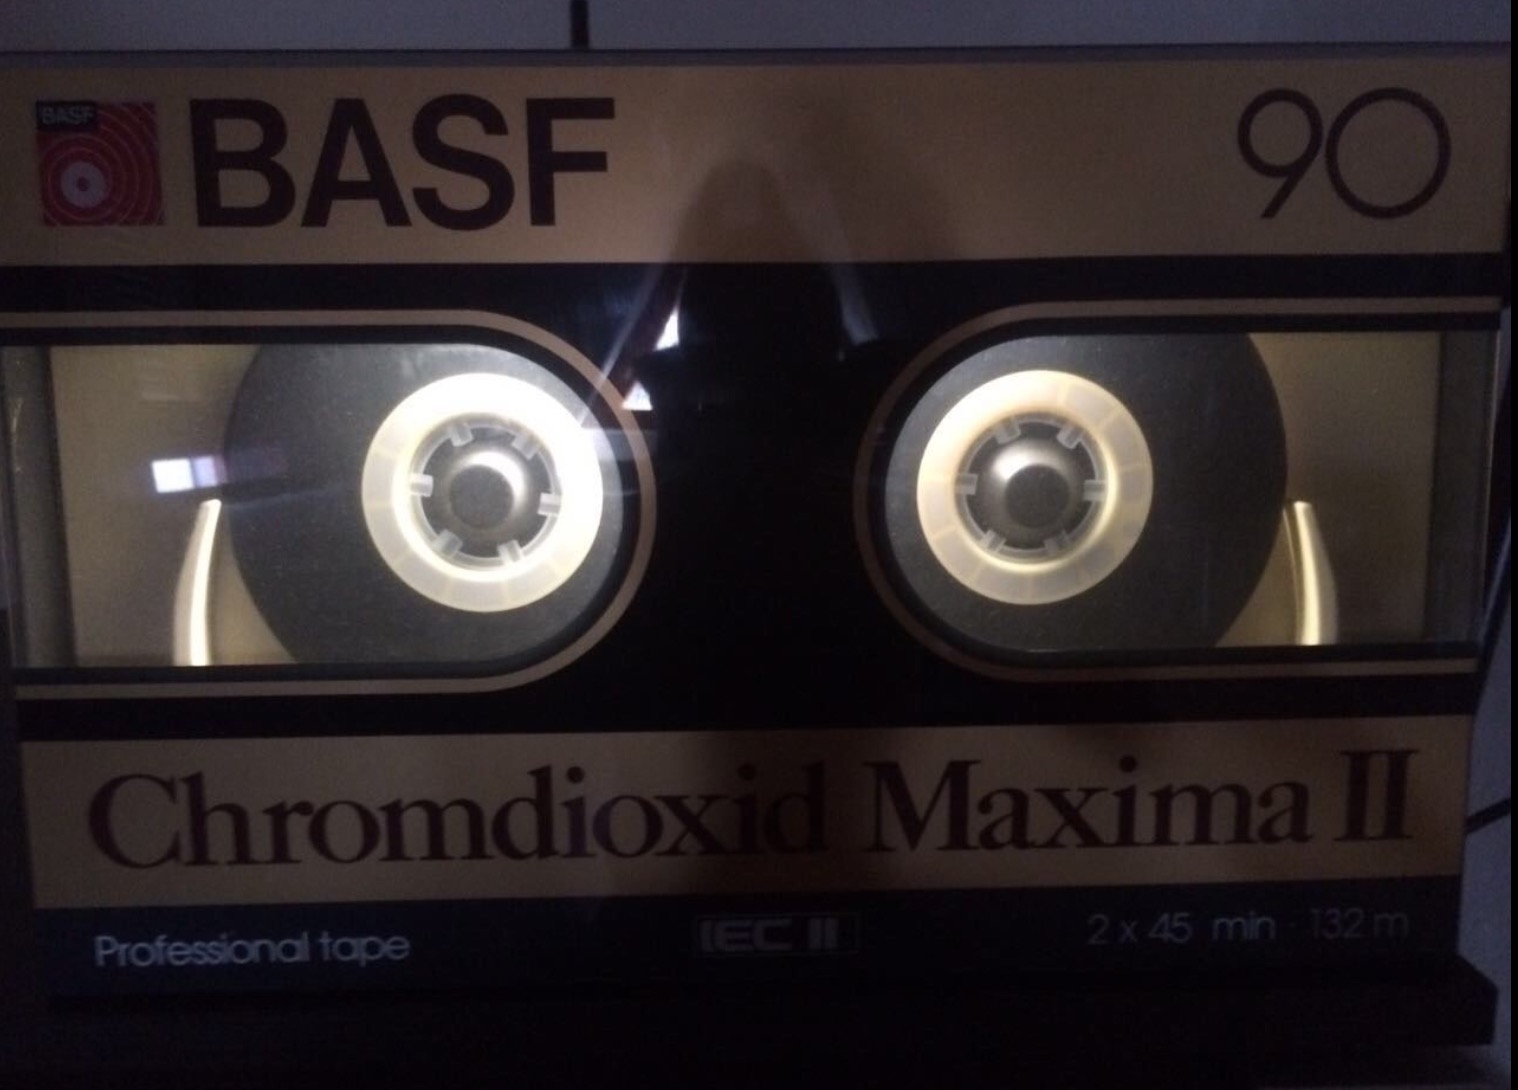 BASF
BASF
90
Chromdioxid Maxima II
Professional tape
IEC II
2 x 45 min · 132 m